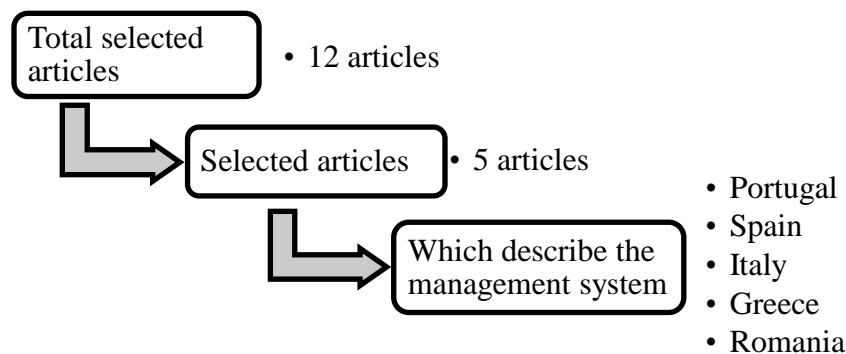 Total selected
articles
• 12 articles
Selected articles
• 5 articles
Which describe the
management system
• Portugal
• Spain
• Italy
• Greece
• Romania